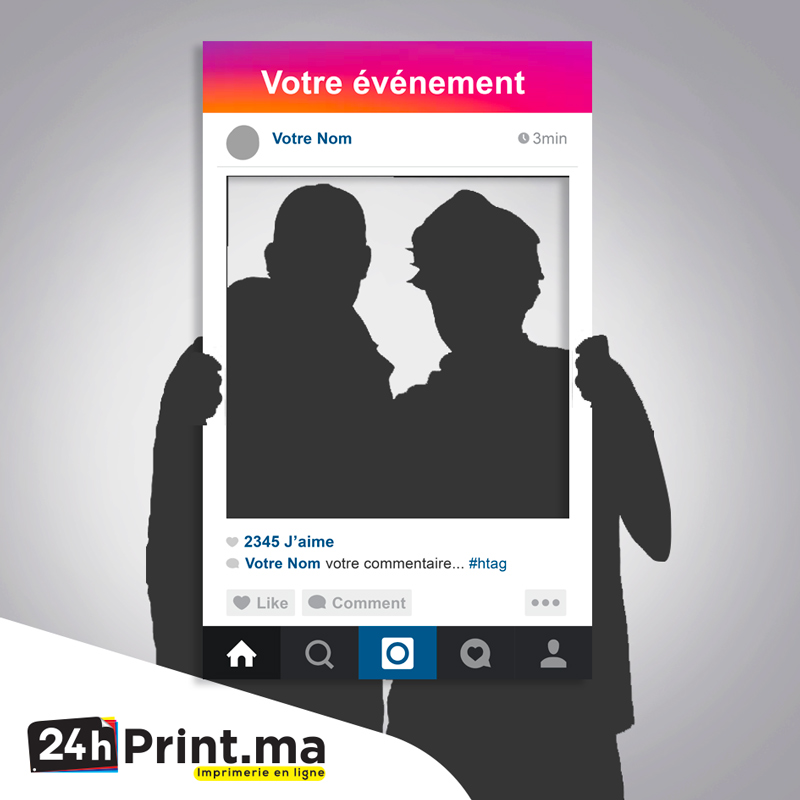 Votre événement
Votre Nom 3min
2345 J’aime
Votre Nom votre commentaire... #htag
Like Comment
24h Print.ma
Imprimerie en ligne